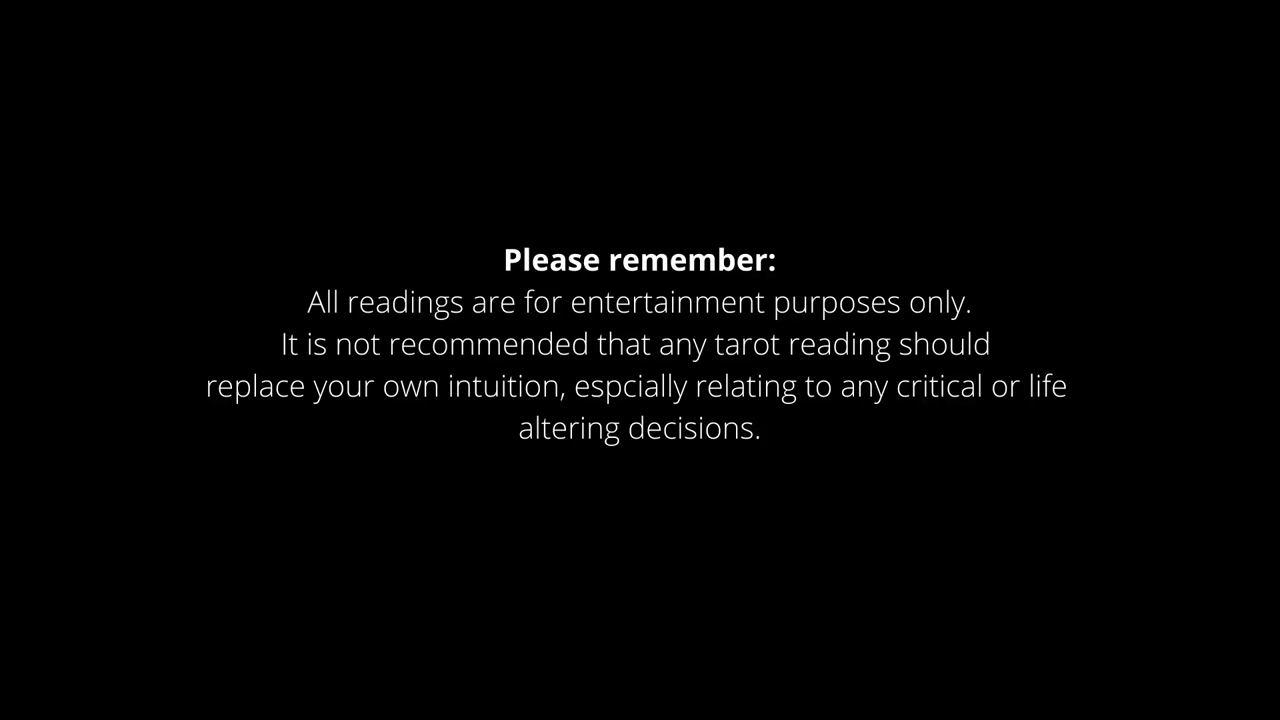 Please remember:
All readings are for entertainment purposes only.
It is not recommended that any tarot reading should
replace your own intuition, espcially relating to any critical or life
altering decisions.